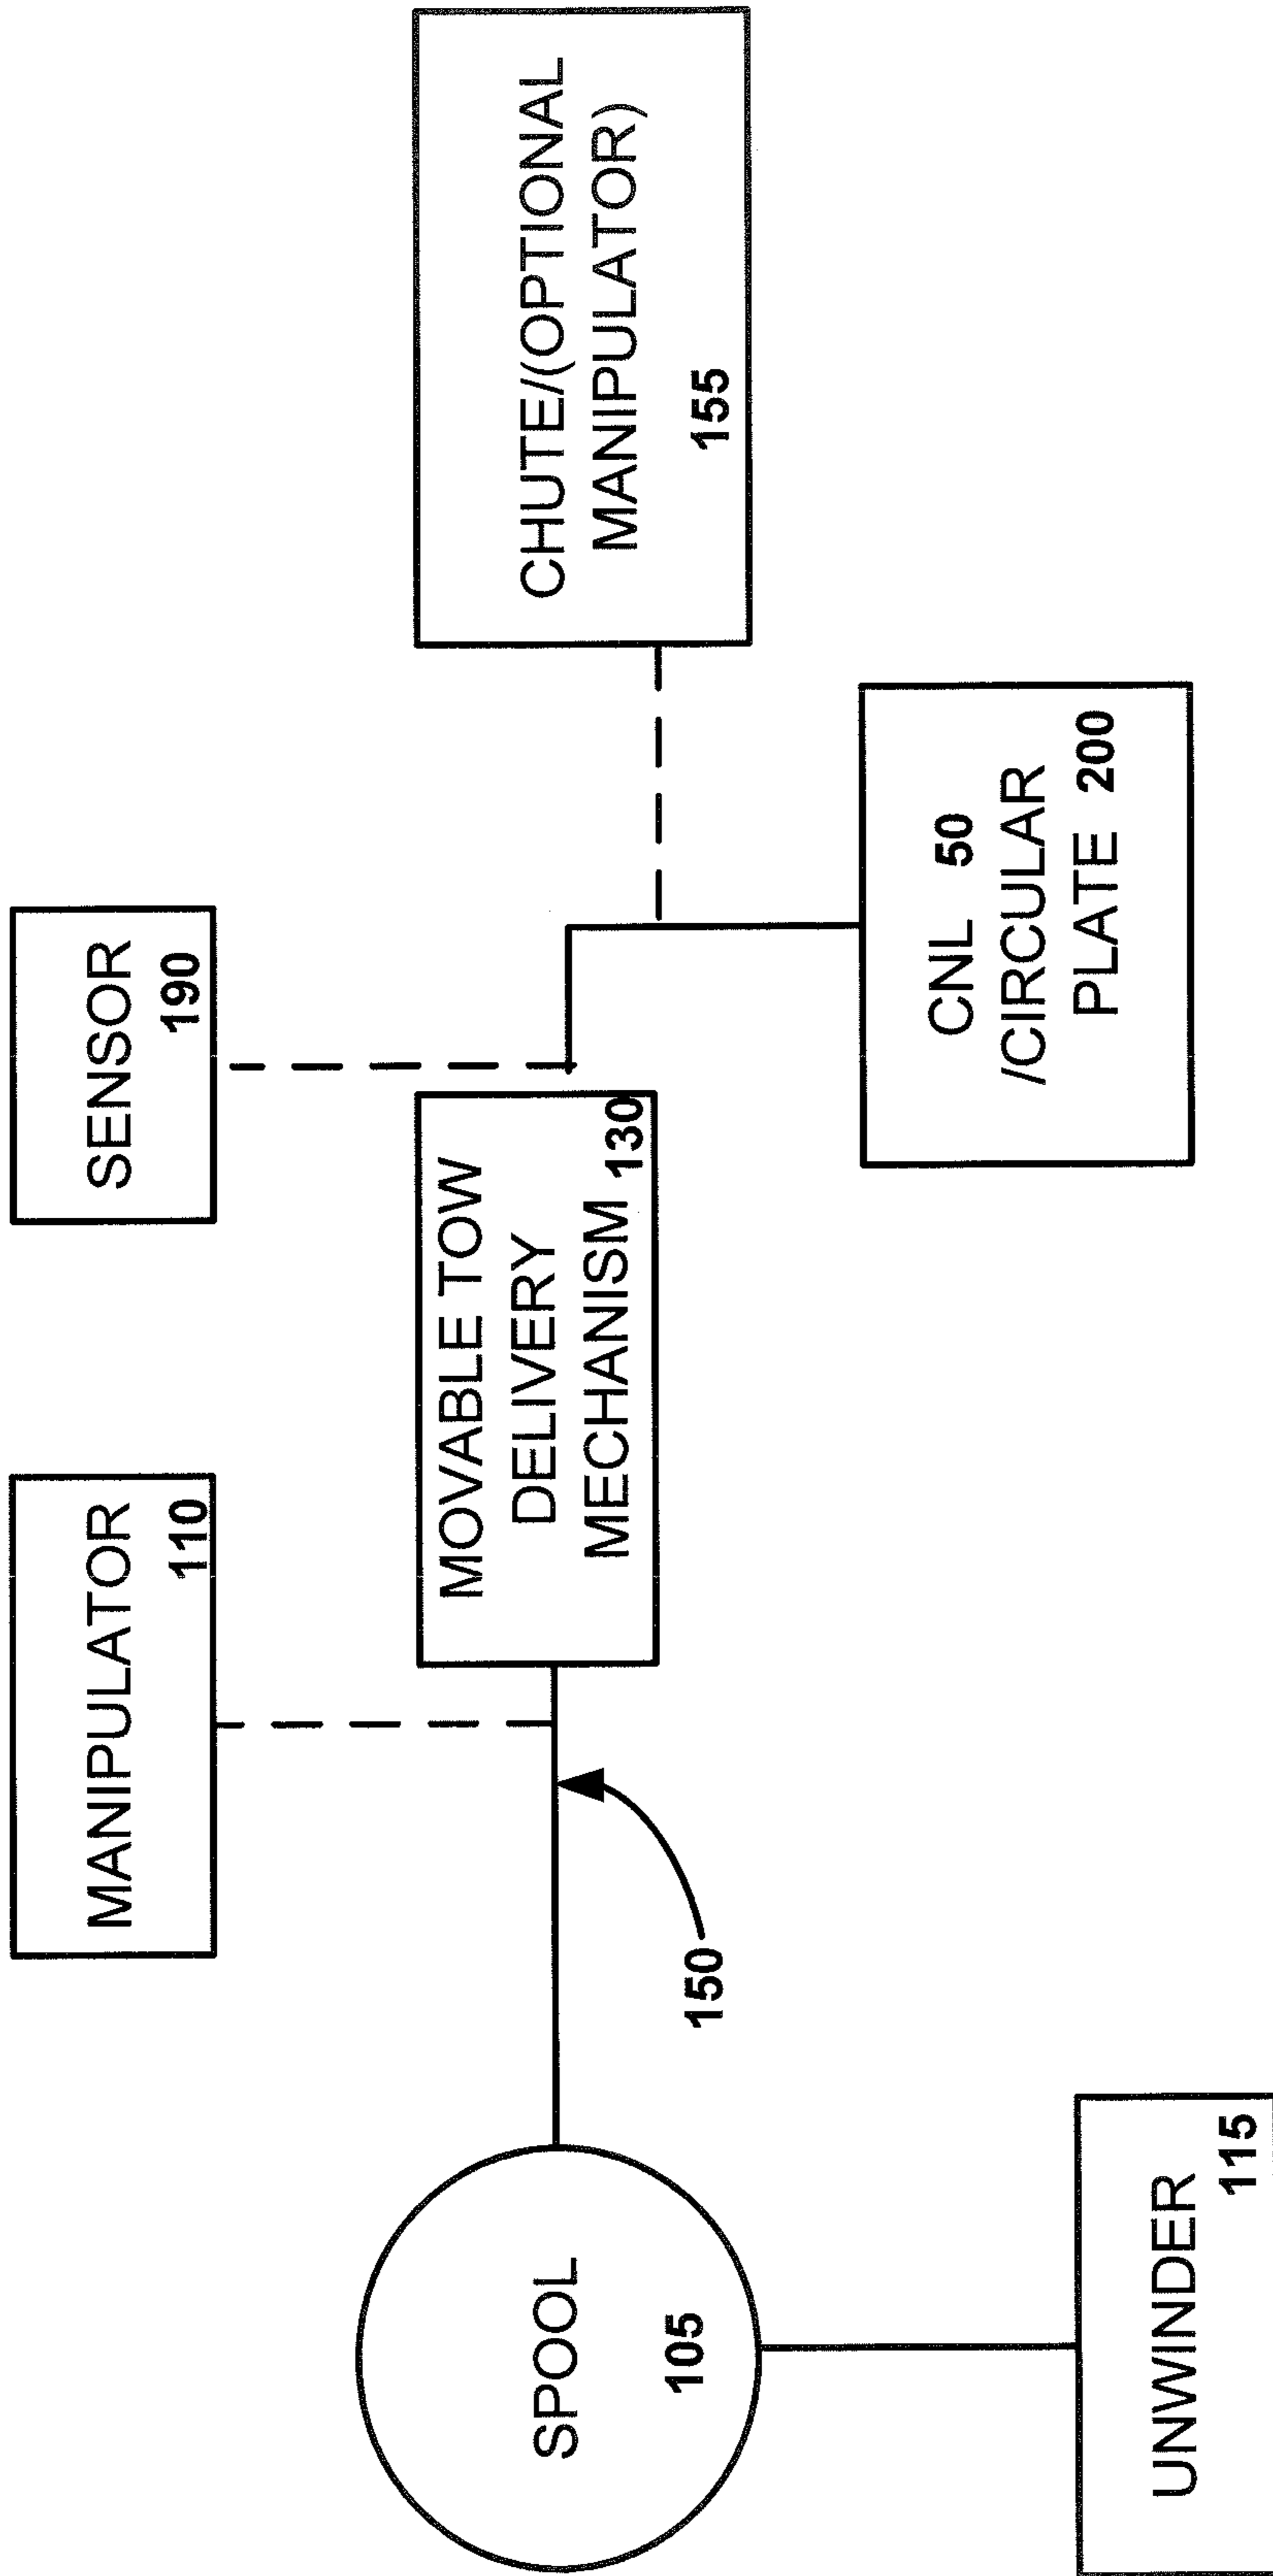 MANIPULATOR
110
SENSOR
190
SPOOL
105
150
MOVABLE TOW
DELIVERY
MECHANISM 130
CHUTE/(OPTIONAL
MANIPULATOR)
155
UNWINDER
115
CNL 50
/CIRCULAR
PLATE 200